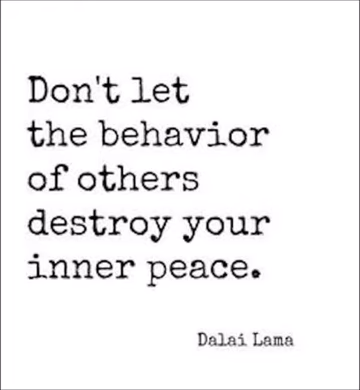 Don't let
the behavior
of others
destroy your
inner peace.
Dalai Lama